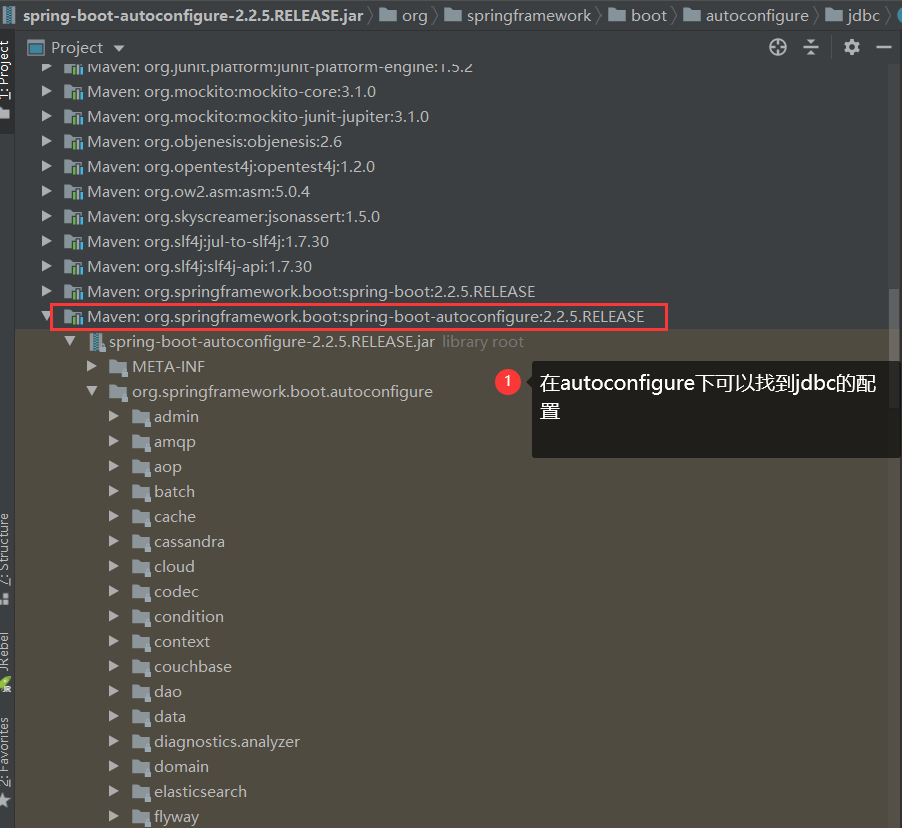 spring-boot-autoconfigure-2.2.5.RELEASE.jar org springframework boot autoconfigure jdbc
1: Project
Project
Maven: org.junit.platform:junit-platform-engine:1.5.2
Maven: org.mockito:mockito-core:3.1.0
Maven: org.mockito:mockito-junit-jupiter:3.1.0
Maven: org.objenesis:objenesis:2.6
Maven: org.opentest4j:opentest4j:1.2.0
Maven: org.ow2.asm:asm:5.0.4
Maven: org.skyscreamer:jsonassert:1.5.0
Maven: org.slf4j:jul-to-slf4j:1.7.30
Maven: org.slf4j:slf4j-api:1.7.30
Maven: org.springframework.boot:spring-boot:2.2.5.RELEASE
Maven: org.springframework.boot:spring-boot-autoconfigure:2.2.5.RELEASE
spring-boot-autoconfigure-2.2.5.RELEASE.jar library root
META-INF
org.springframework.boot.autoconfigure
1
在autoconfigure下可以找到jdbc的配
置
admin
amqp
aop
batch
cache
cassandra
cloud
codec
condition
context
couchbase
dao
data
diagnostics.analyzer
domain
elasticsearch
flyway
7: Structure
JRebel
JR
2: Favorites